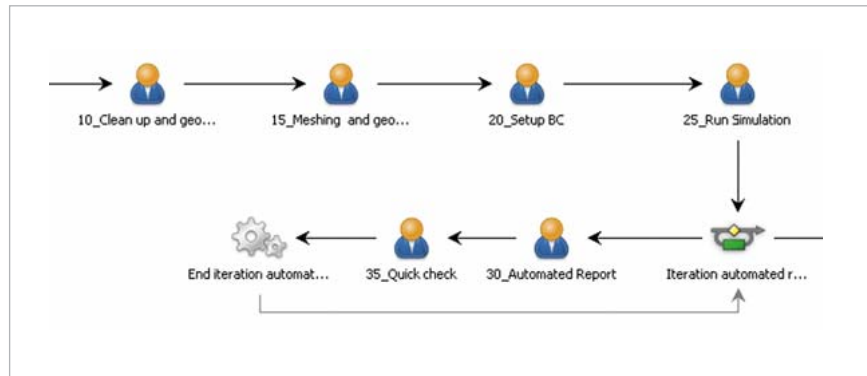 10_Clean up and geo...
15_Meshing and geo...
20_Setup BC
25_Run Simulation
End iteration automat...
35_Quick check
30_Automated Report
Iteration automated r...